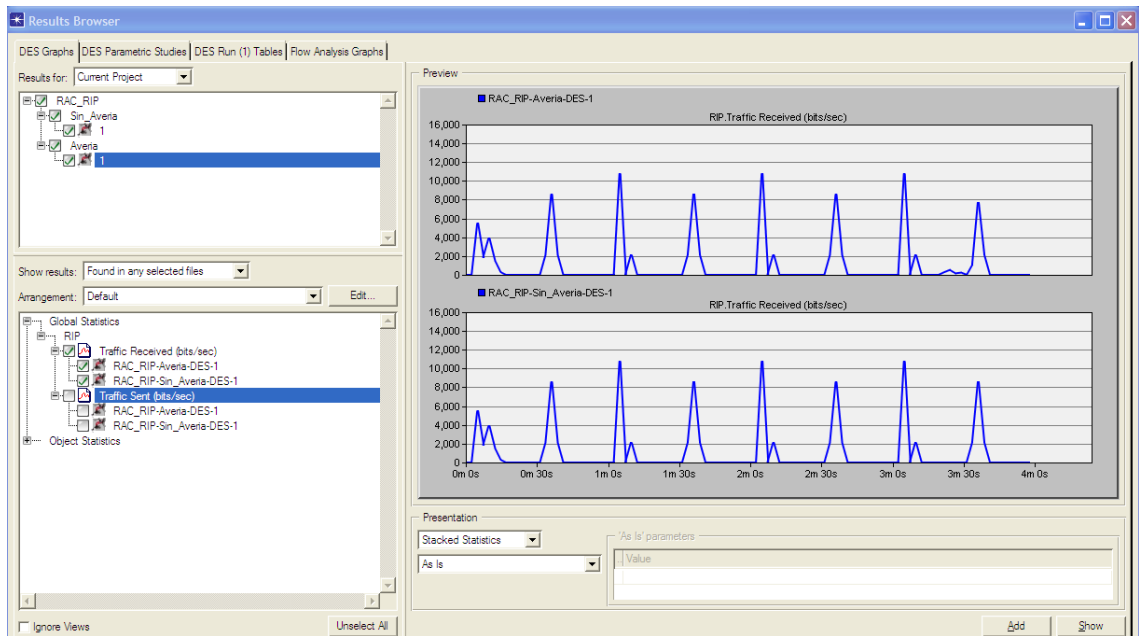 Results Browser
DES Graphs DES Parametric Studies DES Run (1) Tables Flow Analysis Graphs
Results for: Current Project
RAC_RIP
Sin_Averia
1
Averia
1
Show results: Found in any selected files
Arrangement: Default Edit...
Global Statistics
RIP
Traffic Received (bits/sec)
RAC_RIP-Averia-DES-1
RAC_RIP-Sin_Averia-DES-1
Traffic Sent (bits/sec)
RAC_RIP-Averia-DES-1
RAC_RIP-Sin_Averia-DES-1
Object Statistics
Ignore Views Unselect All
Preview
RAC_RIP-Averia-DES-1
RIP.Traffic Received (bits/sec)
16,000
14,000
12,000
10,000
8,000
6,000
4,000
2,000
0
RAC_RIP-Sin_Averia-DES-1
RIP.Traffic Received (bits/sec)
16,000
14,000
12,000
10,000
8,000
6,000
4,000
2,000
0
0m 0s 0m 30s 1m 0s 1m 30s 2m 0s 2m 30s 3m 0s 3m 30s 4m 0s
Presentation
Stacked Statistics
As Is
'As Is' parameters
Value
Add Show